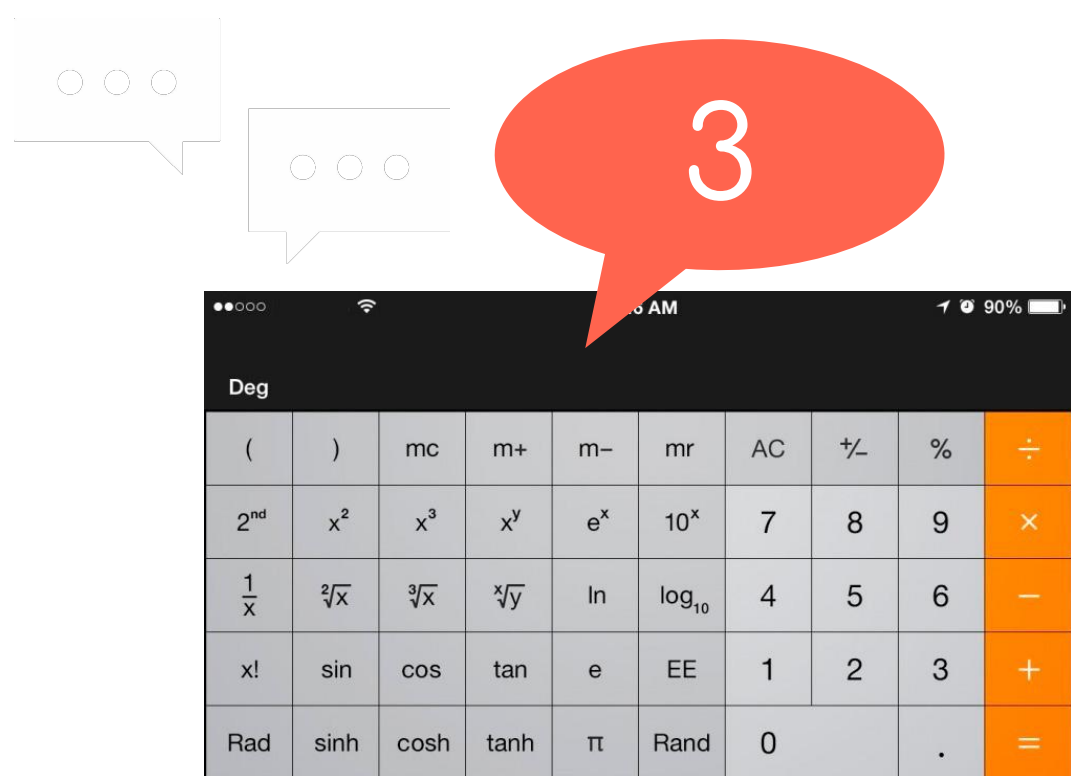 3
AM 90%
Deg
( ) mc m+ m− mr AC +/− % ÷
2ⁿᵈ x² x³ xʸ eˣ 10ˣ 7 8 9 ×
1/x ²√x ³√x ˣ√y ln log₁₀ 4 5 6 −
x! sin cos tan e EE 1 2 3 +
Rad sinh cosh tanh π Rand 0 . =